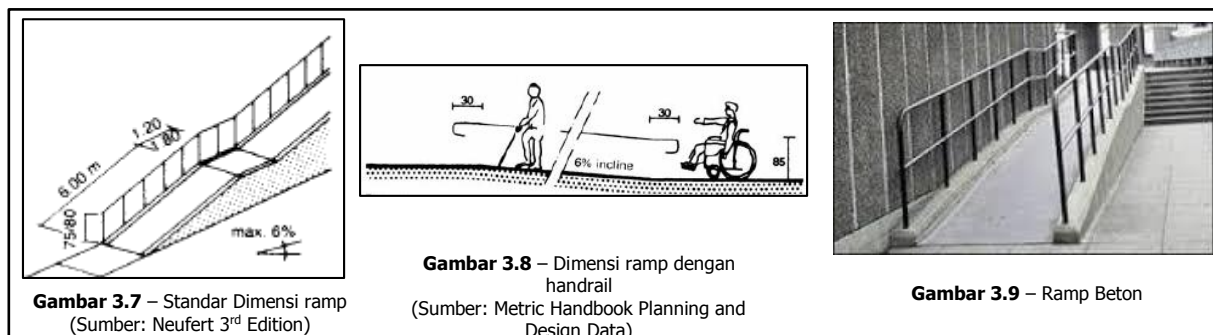 6.00 m
1.20
1.80
75/80
max. 6%
Gambar 3.7 – Standar Dimensi ramp
(Sumber: Neufert 3rd Edition)
30
30
6% incline
85
Gambar 3.8 – Dimensi ramp dengan
handrail
(Sumber: Metric Handbook Planning and
Design Data)
Gambar 3.9 – Ramp Beton